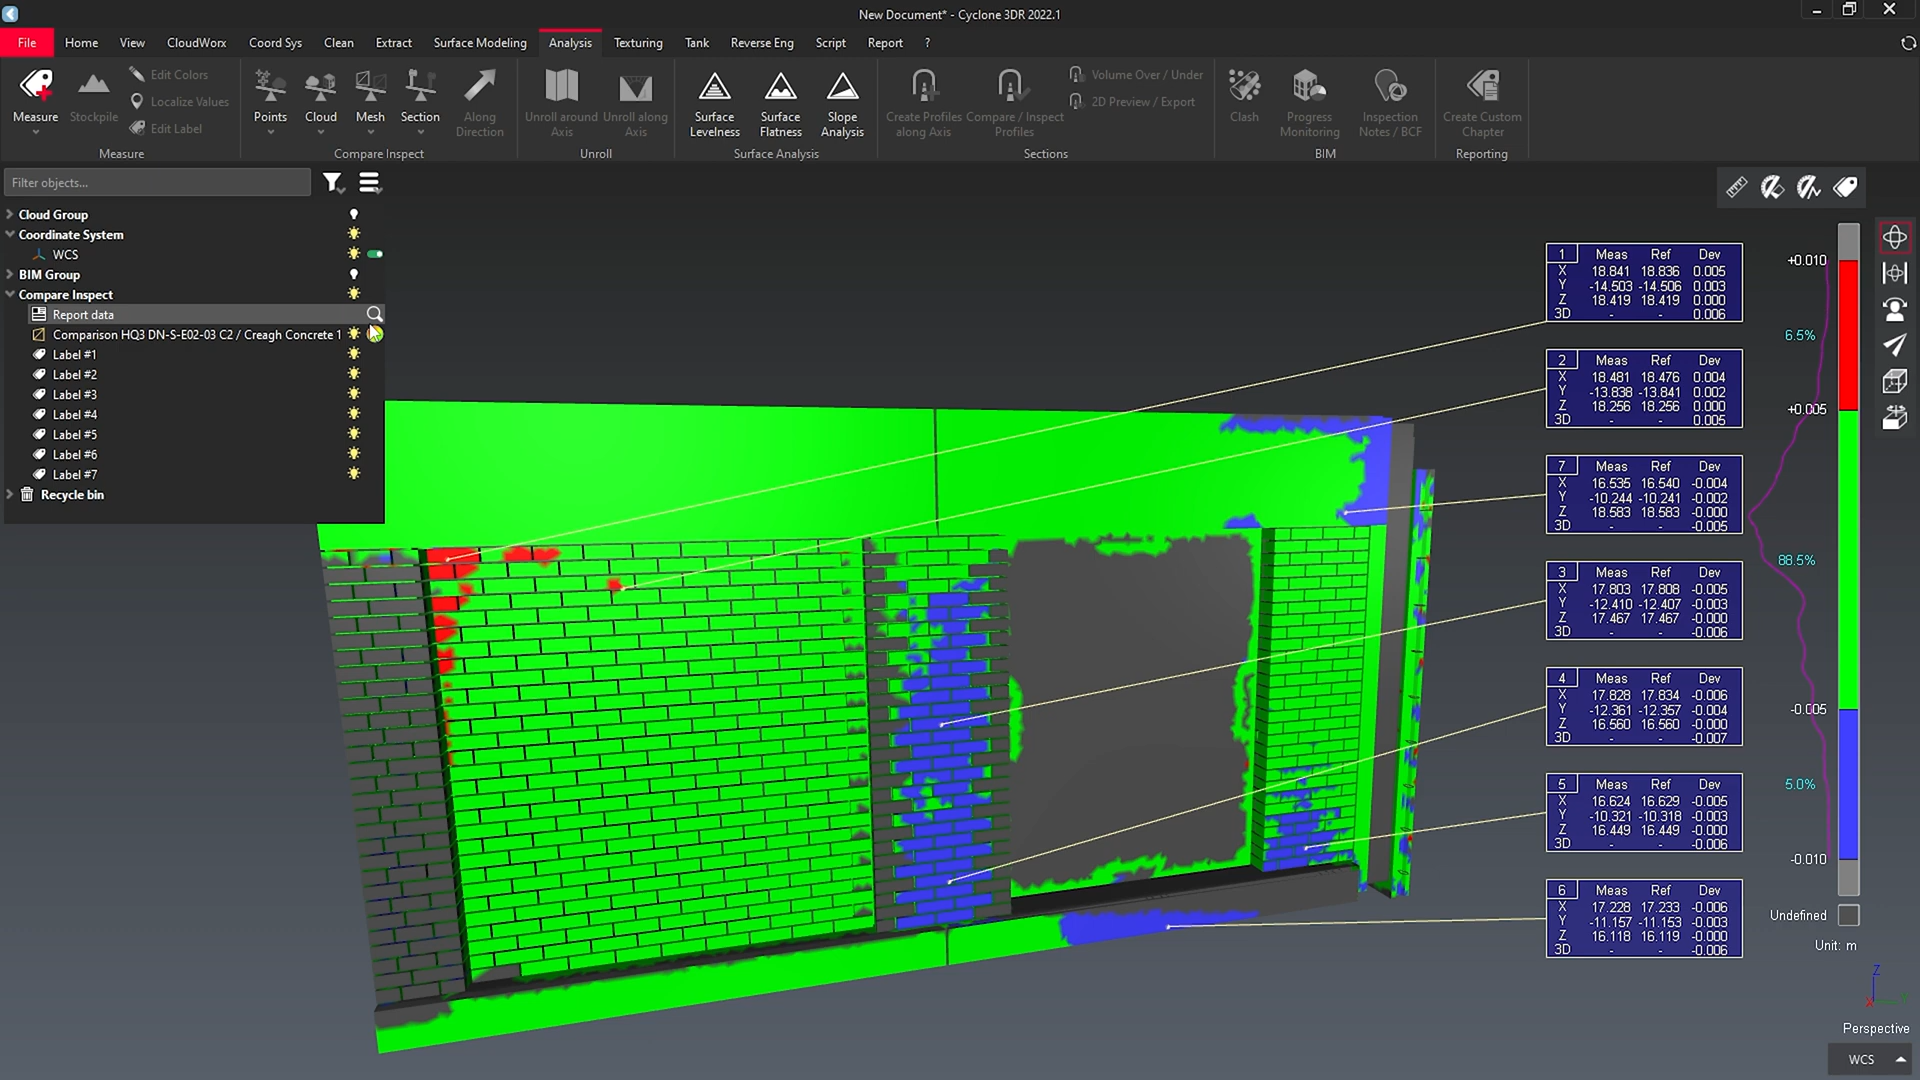 New Document* - Cyclone 3DR 2022.1
File Home View CloudWorx Coord Sys Clean Extract Surface Modeling Analysis Texturing Tank Reverse Eng Script Report ?
Measure
Stockpile
Edit Colors
Localize Values
Edit Label
Measure
Points
Cloud
Mesh
Section
Along
Direction
Compare Inspect
Unroll around
Axis
Unroll along
Axis
Unroll
Surface
Levelness
Surface
Flatness
Slope
Analysis
Surface Analysis
Create Profiles
along Axis
Compare / Inspect
Profiles
Volume Over / Under
2D Preview / Export
Sections
Clash
Progress
Monitoring
Inspection
Notes / BCF
BIM
Create Custom
Chapter
Reporting
Filter objects...
Cloud Group
Coordinate System
WCS
BIM Group
Compare Inspect
Report data
Comparison HQ3 DN-S-E02-03 C2 / Creagh Concrete 1
Label #1
Label #2
Label #3
Label #4
Label #5
Label #6
Label #7
Recycle bin
1 Meas Ref Dev
X 18.841 18.836 0.005
Y -14.503 -14.506 0.003
Z 18.419 18.419 0.000
3D - - 0.006
2 Meas Ref Dev
X 18.481 18.476 0.004
Y -13.838 -13.841 0.002
Z 18.256 18.256 0.000
3D - - 0.005
7 Meas Ref Dev
X 16.535 16.540 -0.004
Y -10.244 -10.241 -0.002
Z 18.583 18.583 -0.000
3D - - -0.005
3 Meas Ref Dev
X 17.803 17.808 -0.005
Y -12.410 -12.407 -0.003
Z 17.467 17.467 -0.000
3D - - -0.006
4 Meas Ref Dev
X 17.828 17.834 -0.006
Y -12.361 -12.357 -0.004
Z 16.560 16.560 -0.000
3D - - -0.007
5 Meas Ref Dev
X 16.624 16.629 -0.005
Y -10.321 -10.318 -0.003
Z 16.449 16.449 -0.000
3D - - -0.006
6 Meas Ref Dev
X 17.228 17.233 -0.006
Y -11.157 -11.153 -0.003
Z 16.118 16.119 -0.000
3D - - -0.006
+0.010
6.5%
+0.005
88.5%
-0.005
5.0%
-0.010
Undefined
Unit: m
Z
X
Perspective
WCS